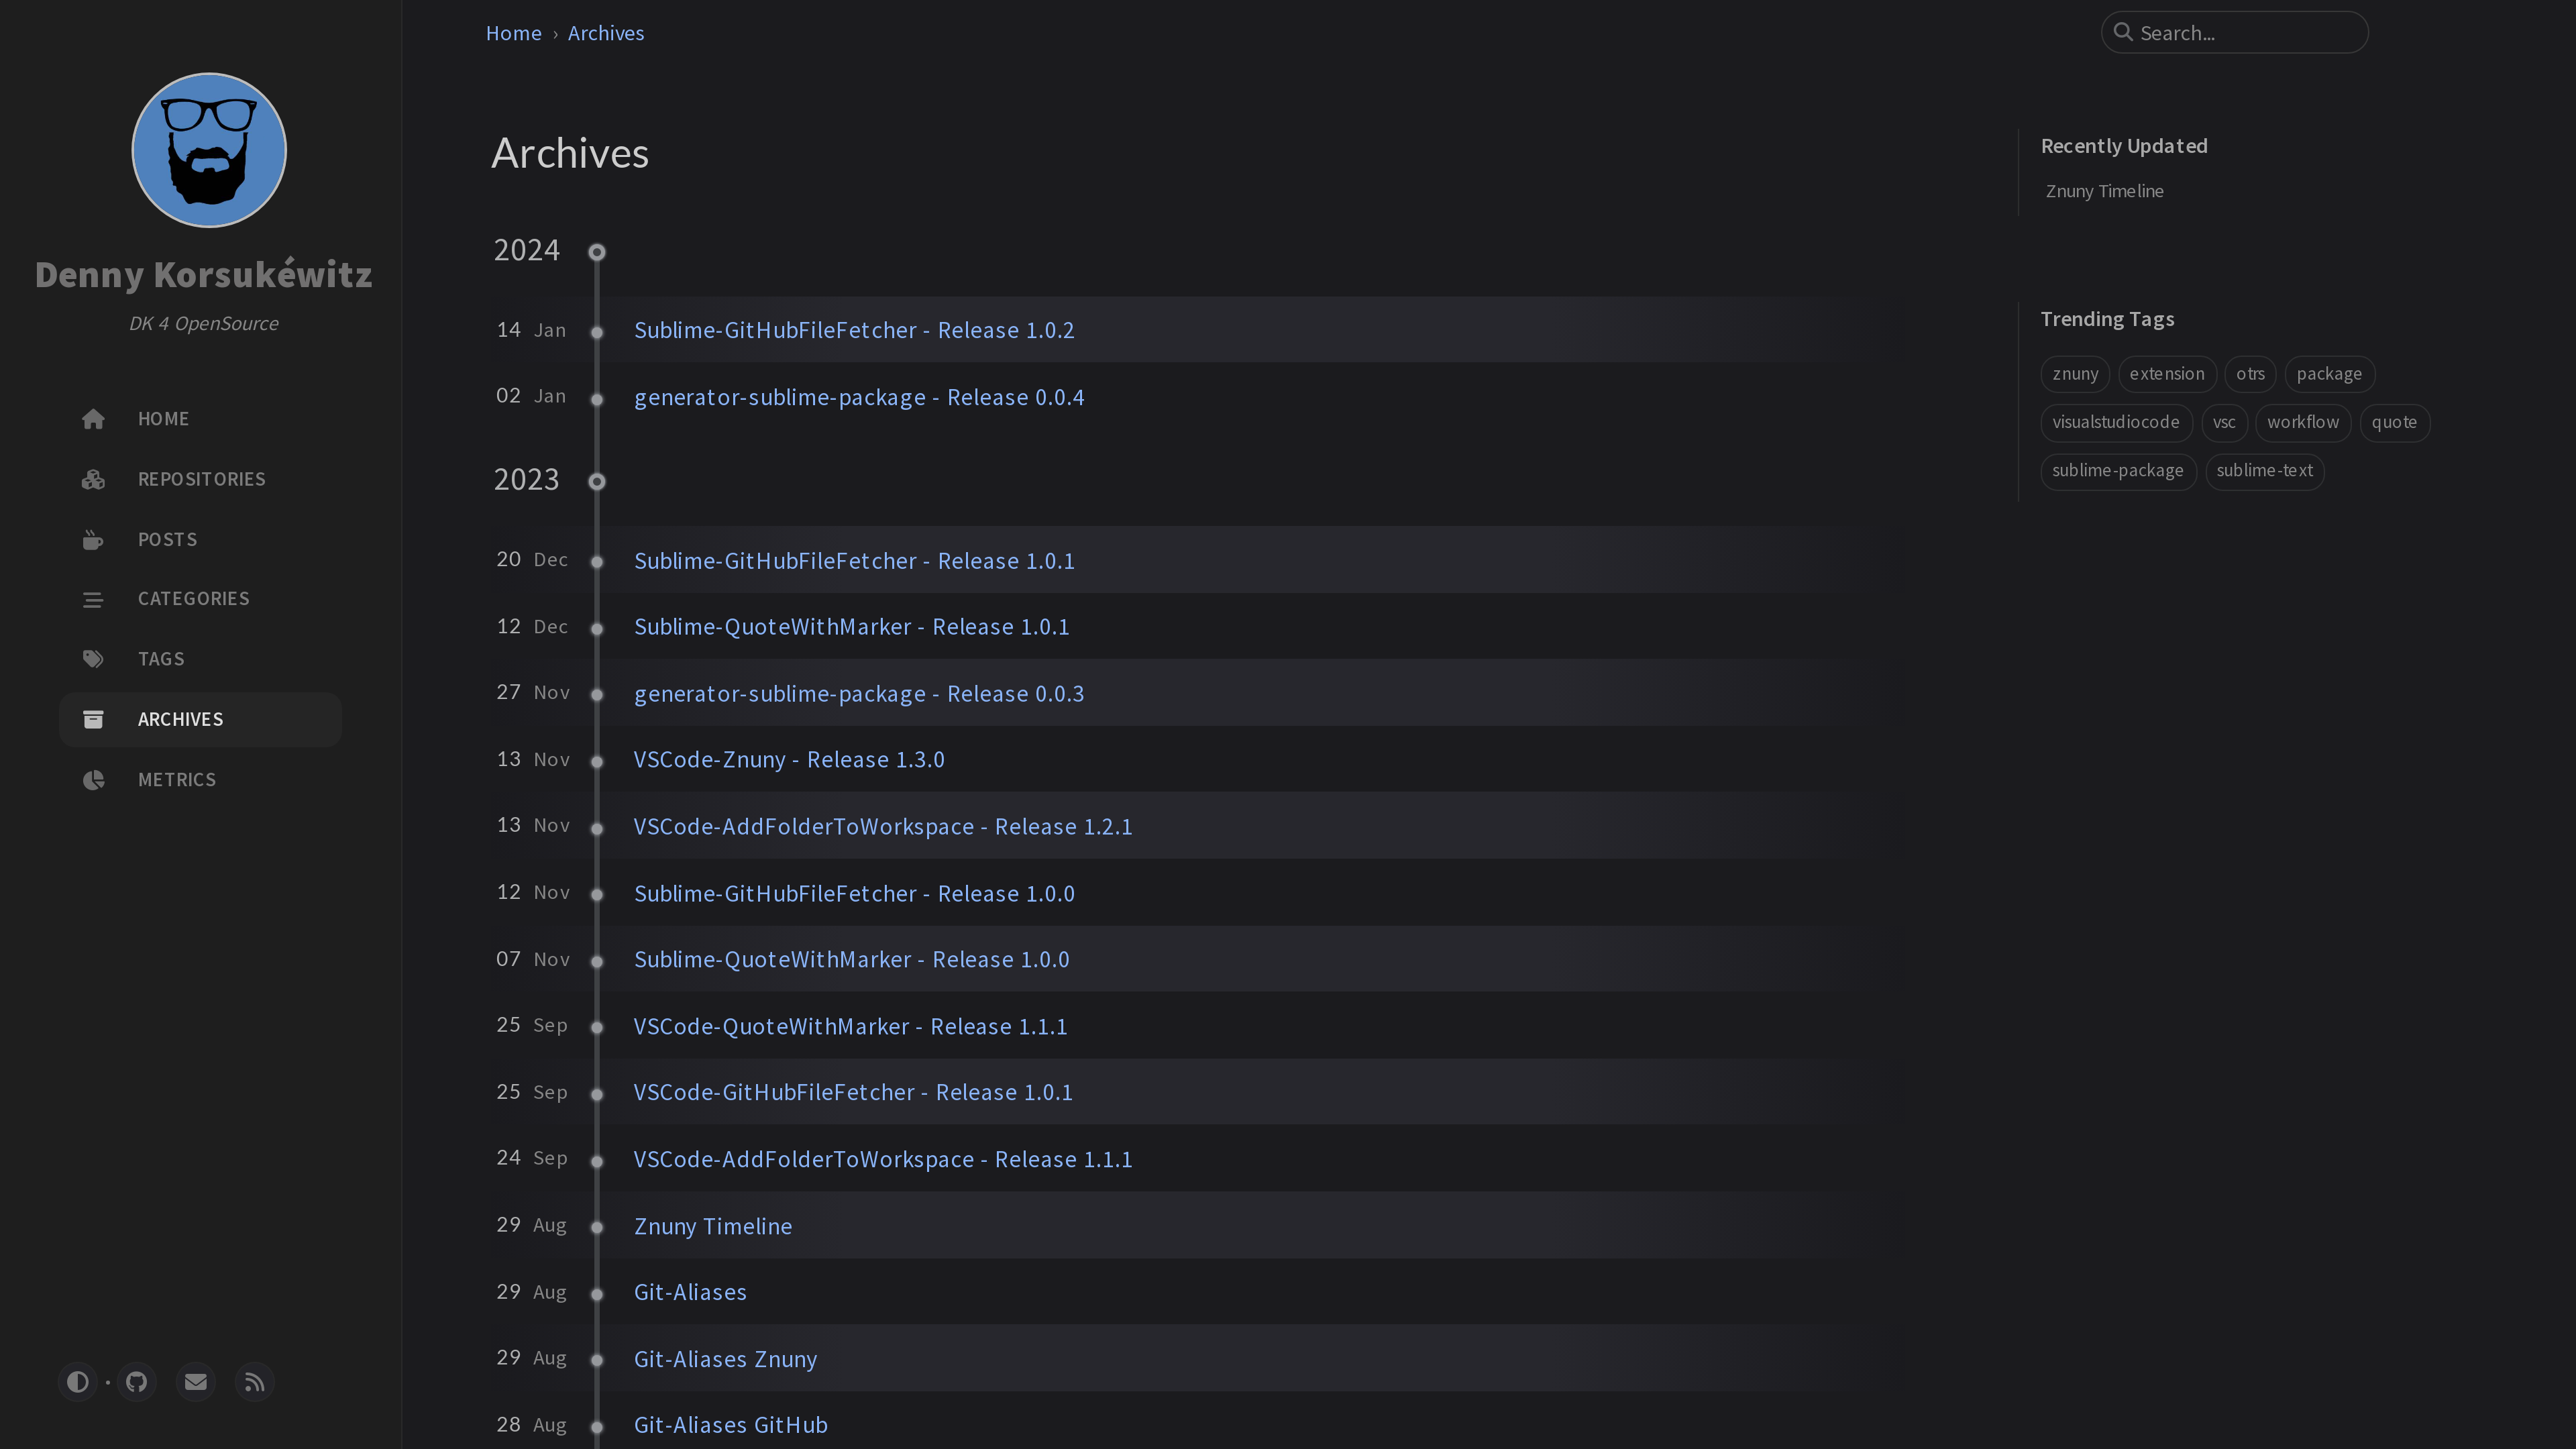 Denny Korsukéwitz
DK 4 OpenSource
HOME
REPOSITORIES
POSTS
CATEGORIES
TAGS
ARCHIVES
METRICS
Home › Archives
Search...
Archives
2024
14 Jan Sublime-GitHubFileFetcher - Release 1.0.2
02 Jan generator-sublime-package - Release 0.0.4
2023
20 Dec Sublime-GitHubFileFetcher - Release 1.0.1
12 Dec Sublime-QuoteWithMarker - Release 1.0.1
27 Nov generator-sublime-package - Release 0.0.3
13 Nov VSCode-Znuny - Release 1.3.0
13 Nov VSCode-AddFolderToWorkspace - Release 1.2.1
12 Nov Sublime-GitHubFileFetcher - Release 1.0.0
07 Nov Sublime-QuoteWithMarker - Release 1.0.0
25 Sep VSCode-QuoteWithMarker - Release 1.1.1
25 Sep VSCode-GitHubFileFetcher - Release 1.0.1
24 Sep VSCode-AddFolderToWorkspace - Release 1.1.1
29 Aug Znuny Timeline
29 Aug Git-Aliases
29 Aug Git-Aliases Znuny
28 Aug Git-Aliases GitHub
Recently Updated
Znuny Timeline
Trending Tags
znuny extension otrs package
visualstudiocode vsc workflow quote
sublime-package sublime-text